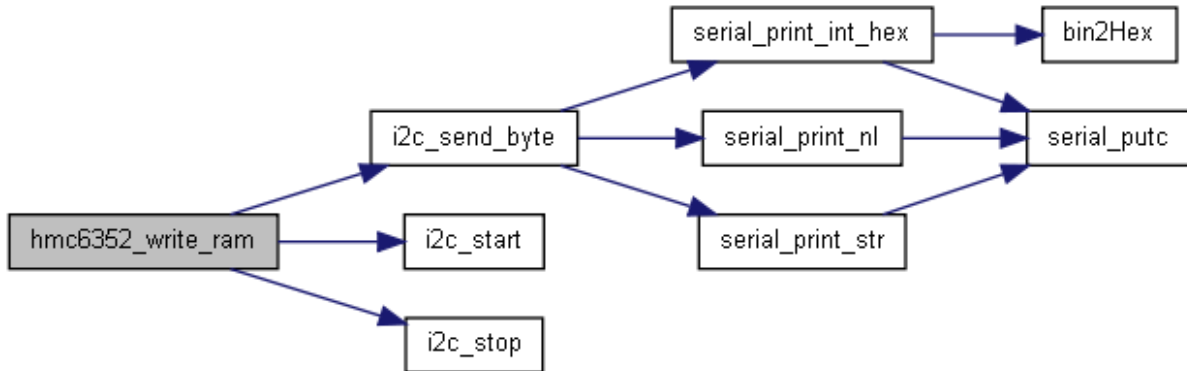 serial_print_int_hex
bin2Hex
i2c_send_byte
serial_print_nl
serial_putc
hmc6352_write_ram
i2c_start
serial_print_str
i2c_stop